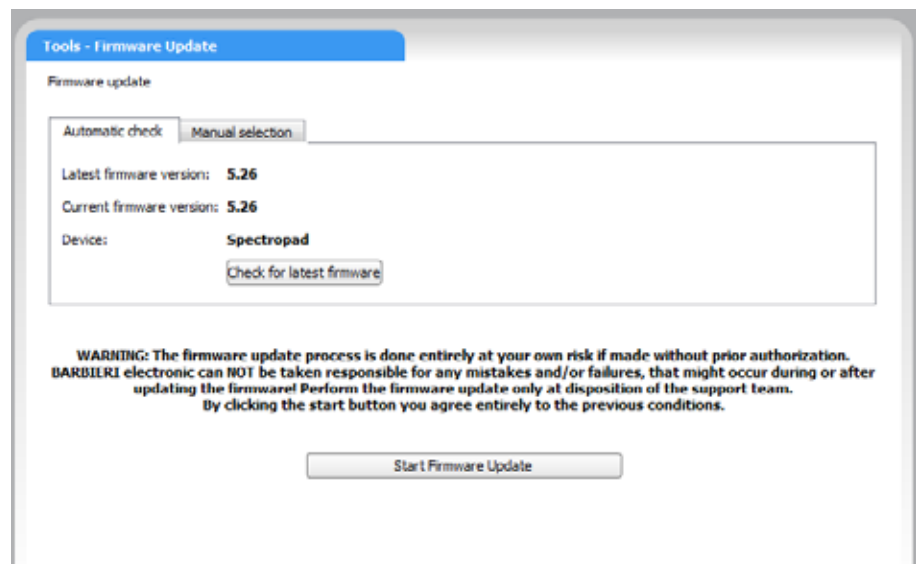 Tools - Firmware Update
Firmware update
Automatic check Manual selection
Latest firmware version: 5.26
Current firmware version: 5.26
Device: Spectropad
Check for latest firmware
WARNING: The firmware update process is done entirely at your own risk if made without prior authorization.
BARBIERI electronic can NOT be taken responsible for any mistakes and/or failures, that might occur during or after
updating the firmware! Perform the firmware update only at disposition of the support team.
By clicking the start button you agree entirely to the previous conditions.
Start Firmware Update